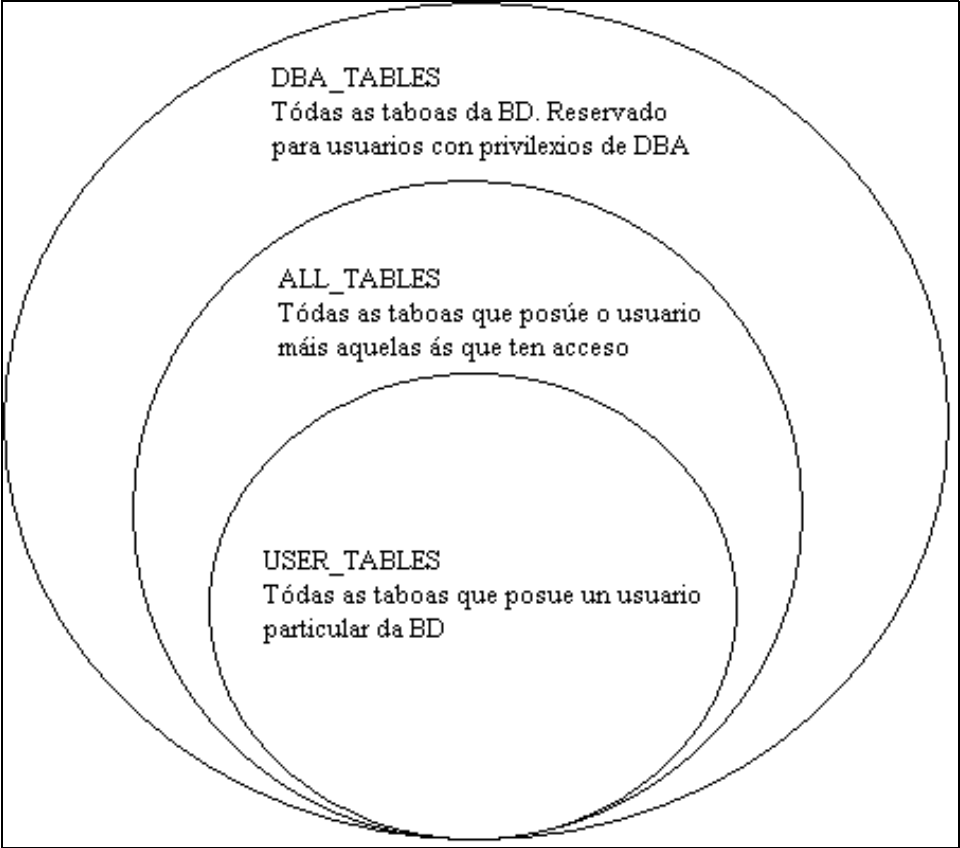 DBA_TABLES
Tódas as taboas da BD. Reservado
para usuarios con privilexios de DBA
ALL_TABLES
Tódas as taboas que posúe o usuario
máis aquelas ás que ten acceso
USER_TABLES
Tódas as taboas que posue un usuario
particular da BD